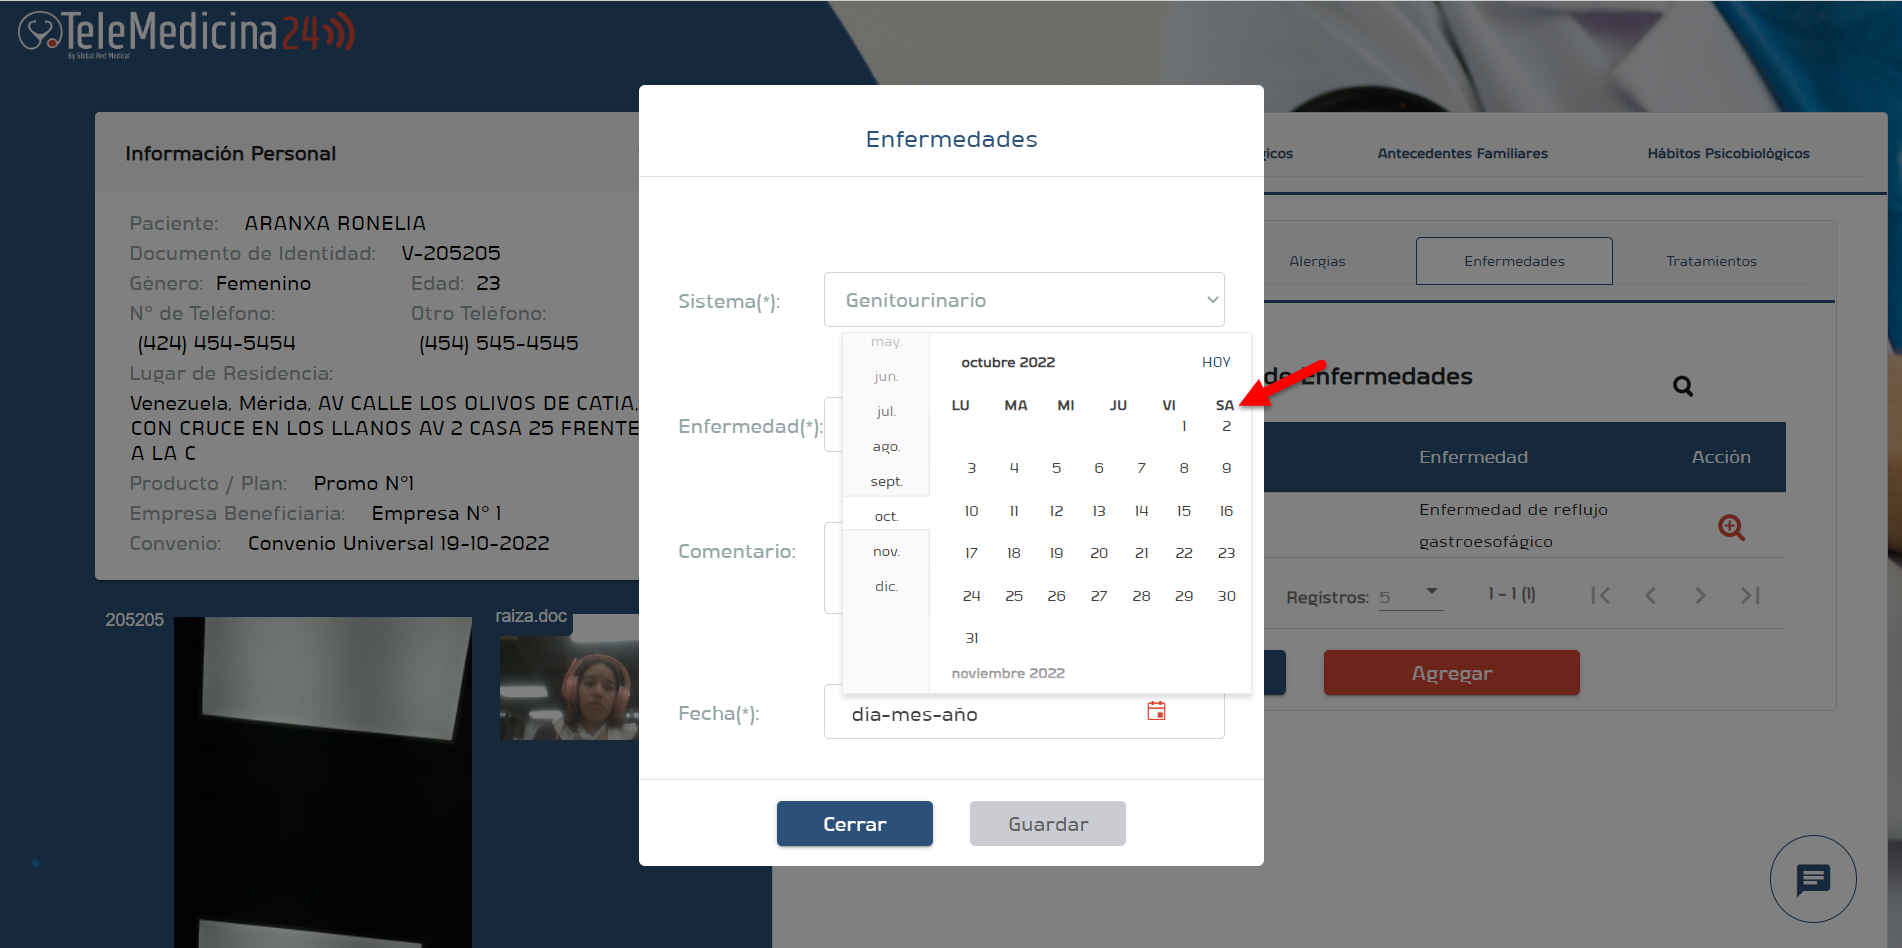 TeleMedicina24
By Global Red Medical
Información Personal
Paciente: ARANXA RONELIA
Documento de Identidad: V-205205
Género: Femenino Edad: 23
N° de Teléfono: Otro Teléfono:
(424) 454-5454 (454) 545-4545
Lugar de Residencia:
Venezuela, Mérida, AV CALLE LOS OLIVOS DE CATIA,
CON CRUCE EN LOS LLANOS AV 2 CASA 25 FRENTE
A LA C
Producto / Plan: Promo N°1
Empresa Beneficiaria: Empresa N° 1
Convenio: Convenio Universal 19-10-2022
205205
raiza.doc
Enfermedades
Sistema(*): Genitourinario
Enfermedad(*):
Comentario:
Fecha(*): día-mes-año
may.
jun.
jul.
ago.
sept.
oct.
nov.
dic.
octubre 2022 HOY
LU MA MI JU VI SA
1 2
3 4 5 6 7 8 9
10 11 12 13 14 15 16
17 18 19 20 21 22 23
24 25 26 27 28 29 30
31
noviembre 2022
Cerrar Guardar
gicos Antecedentes Familiares Hábitos Psicobiológicos
Alergias Enfermedades Tratamientos
de Enfermedades
Enfermedad Acción
Enfermedad de reflujo
gastroesofágico
Registros: 5 1 - 1 (1)
Agregar